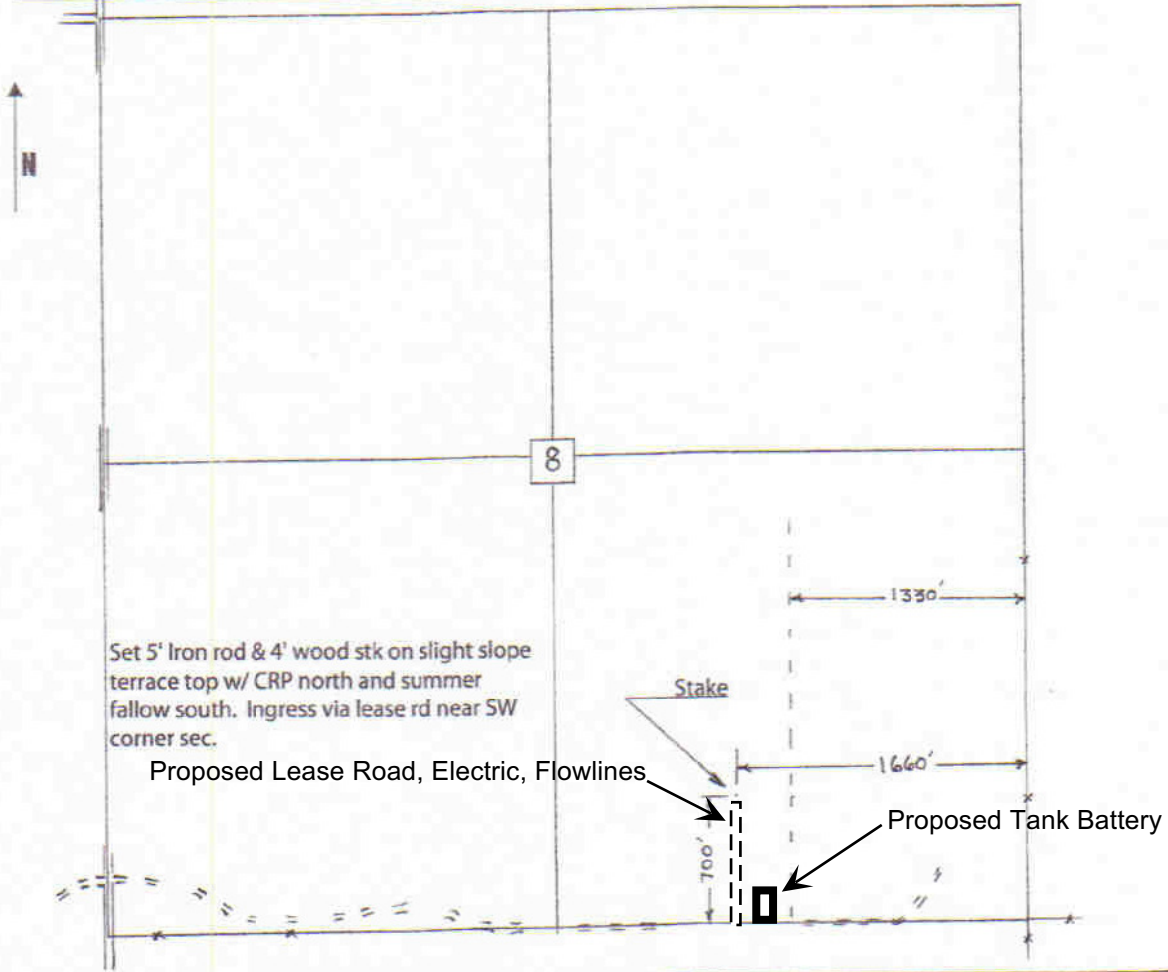 N
8
1330'
Set 5' Iron rod & 4' wood stk on slight slope
terrace top w/ CRP north and summer
fallow south. Ingress via lease rd near SW
corner sec.
Stake
1660'
Proposed Lease Road, Electric, Flowlines
Proposed Tank Battery
700'